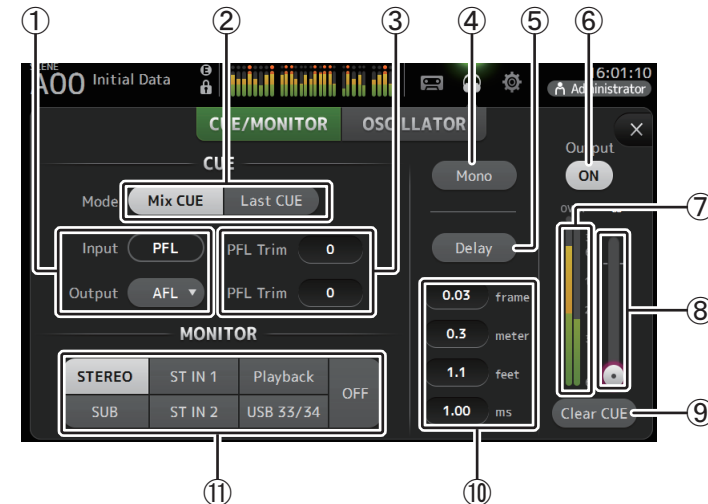 ① ② ③ ④ ⑤ ⑥
SCENE
A00 Initial Data
E
16:01:10
Administrator
CUE/MONITOR OSCILLATOR
CUE
Output
Mode Mix CUE Last CUE
Mono
ON
⑦
Input PFL PFL Trim 0
Delay
Output AFL ▼ PFL Trim 0
0.03 frame
⑧
MONITOR
0.3 meter
STEREO ST IN 1 Playback OFF
1.1 feet
SUB ST IN 2 USB 33/34
1.00 ms
Clear CUE
⑨
⑪ ⑩